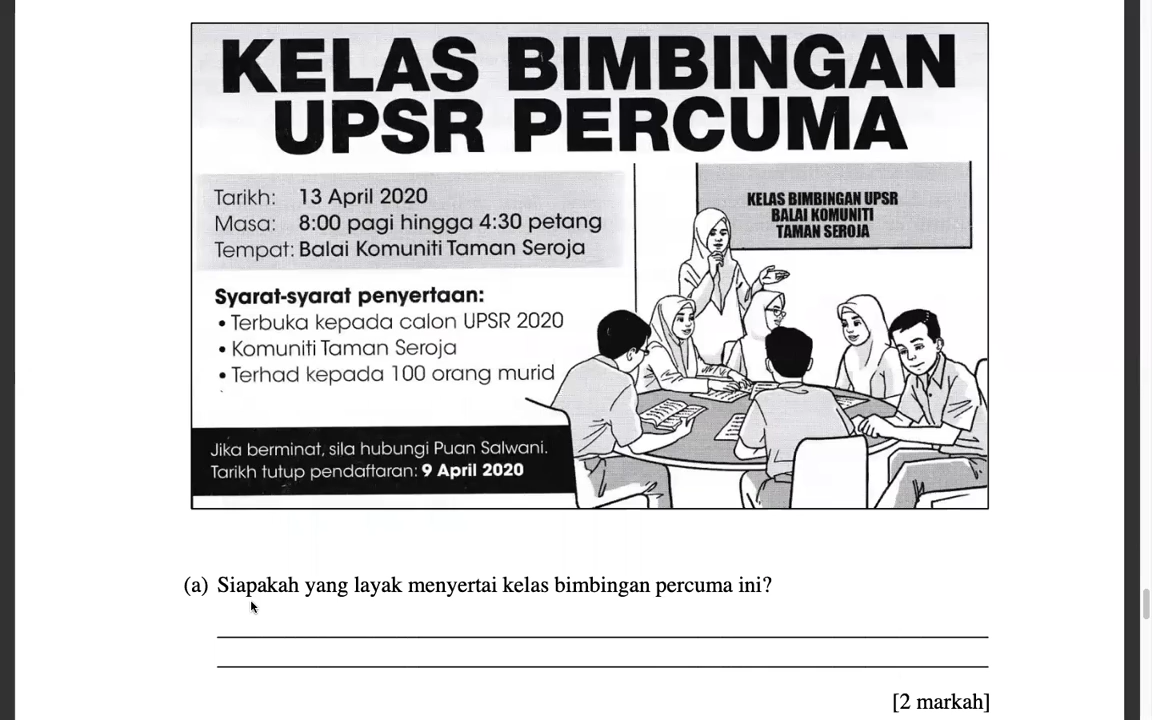 KELAS BIMBINGAN
UPSR PERCUMA
Tarikh: 13 April 2020
Masa: 8:00 pagi hingga 4:30 petang
Tempat: Balai Komuniti Taman Seroja
Syarat-syarat penyertaan:
• Terbuka kepada calon UPSR 2020
• Komuniti Taman Seroja
• Terhad kepada 100 orang murid
Jika berminat, sila hubungi Puan Salwani.
Tarikh tutup pendaftaran: 9 April 2020
KELAS BIMBINGAN UPSR
BALAI KOMUNITI
TAMAN SEROJA
(a) Siapakah yang layak menyertai kelas bimbingan percuma ini?
[2 markah]